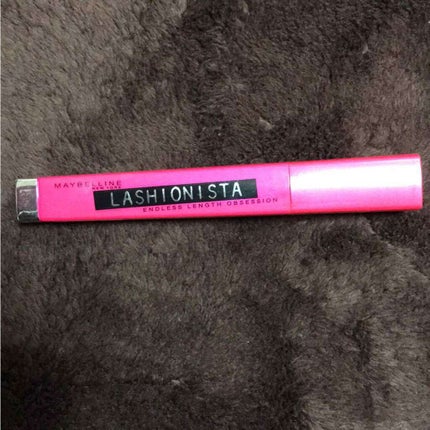 MAYBELLINE
NEW YORK
LASHIONISTA
ENDLESS LENGTH OBSESSION